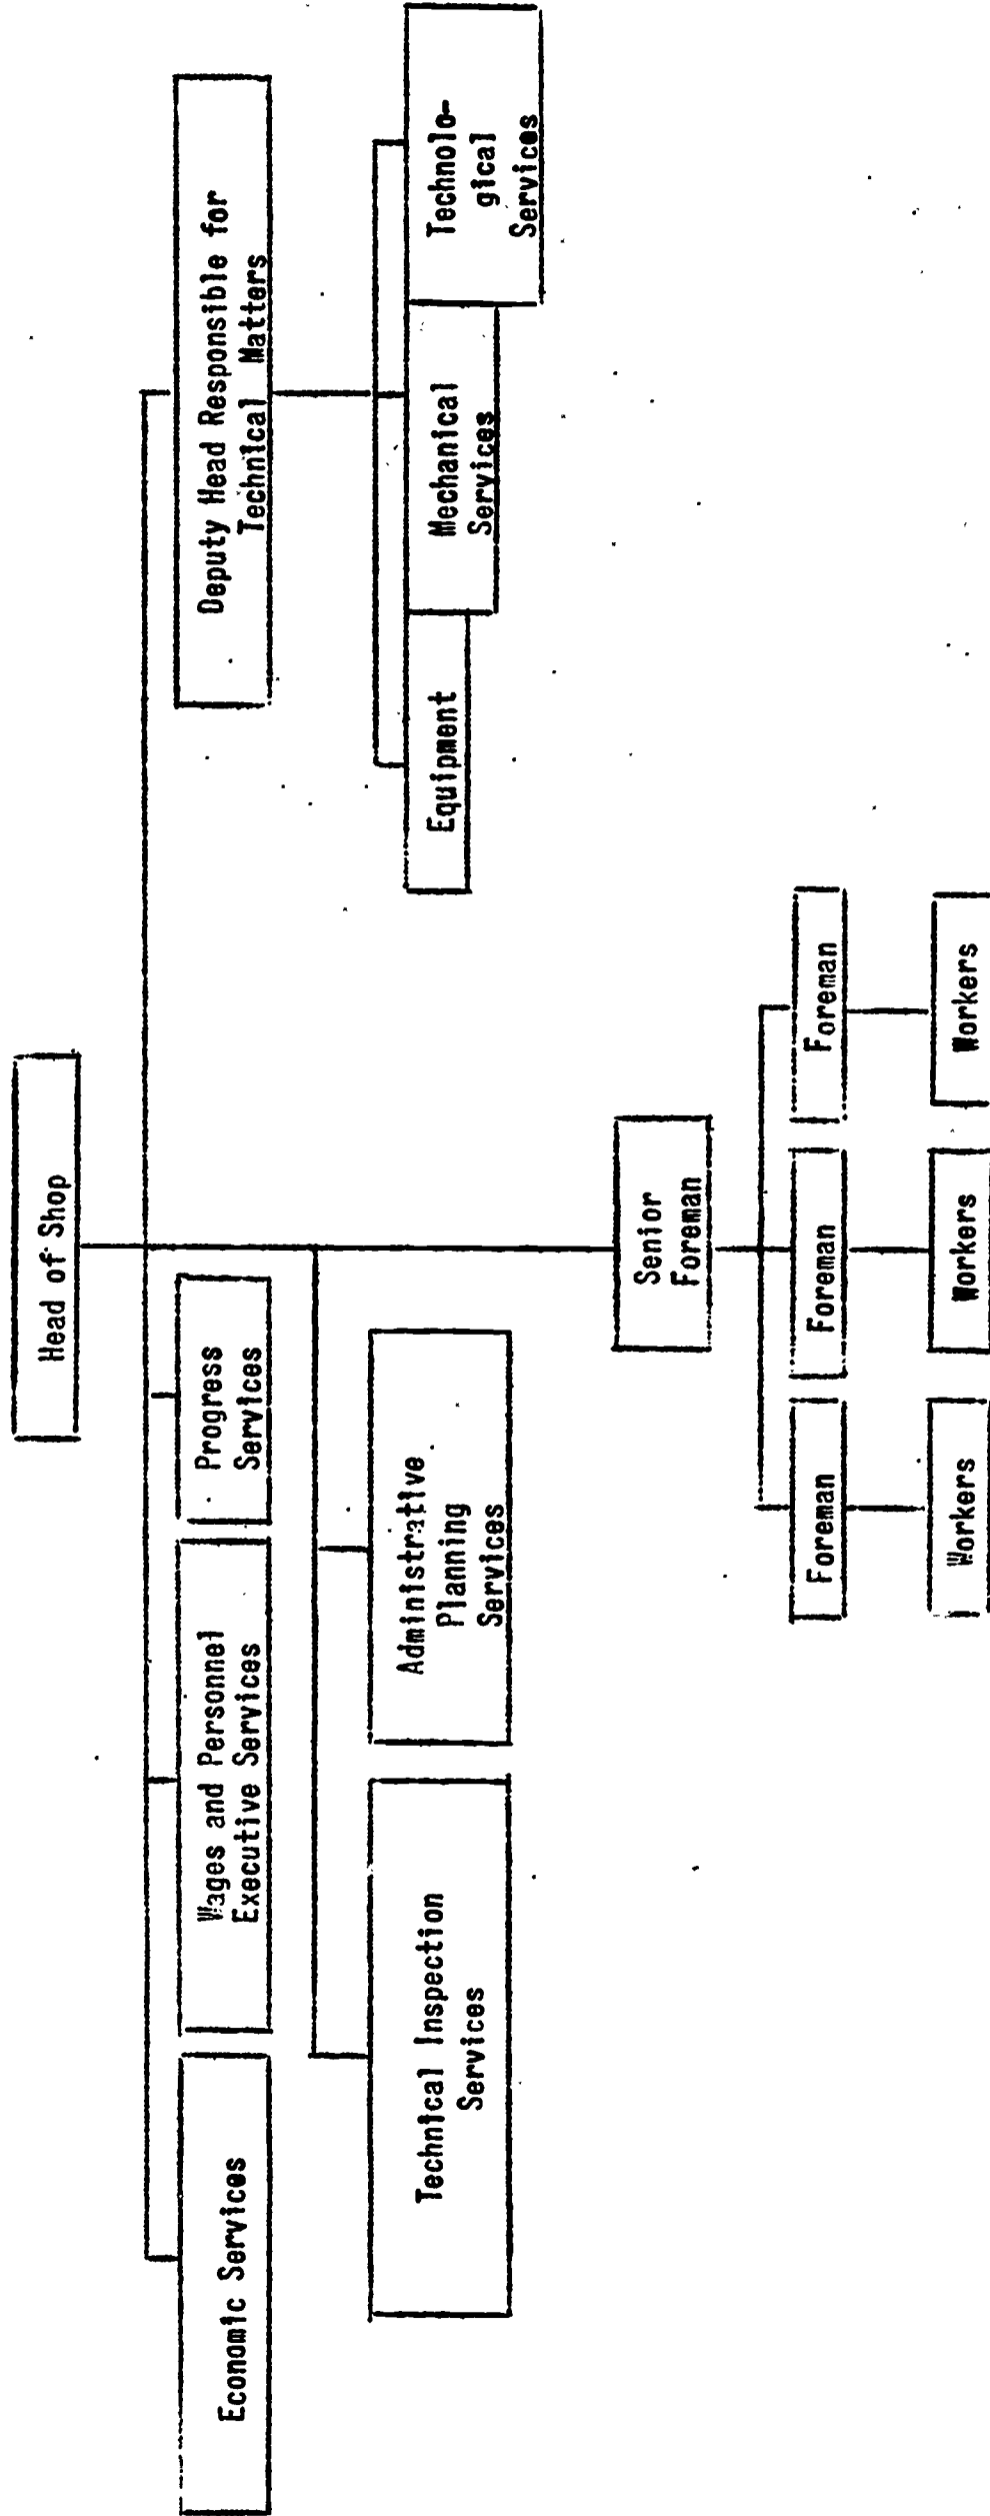 Head of Shop
Economic Services
Wages and Personnel
Executive Services
Progress
Services
Deputy Head Responsible for
Technical Matters
Technical Inspection
Services
Administrative
Planning
Services
Equipment
Mechanical
Services
Technolo-
gical
Services
Senior
Foreman
Foreman
Foreman
Foreman
Workers
Workers
Workers